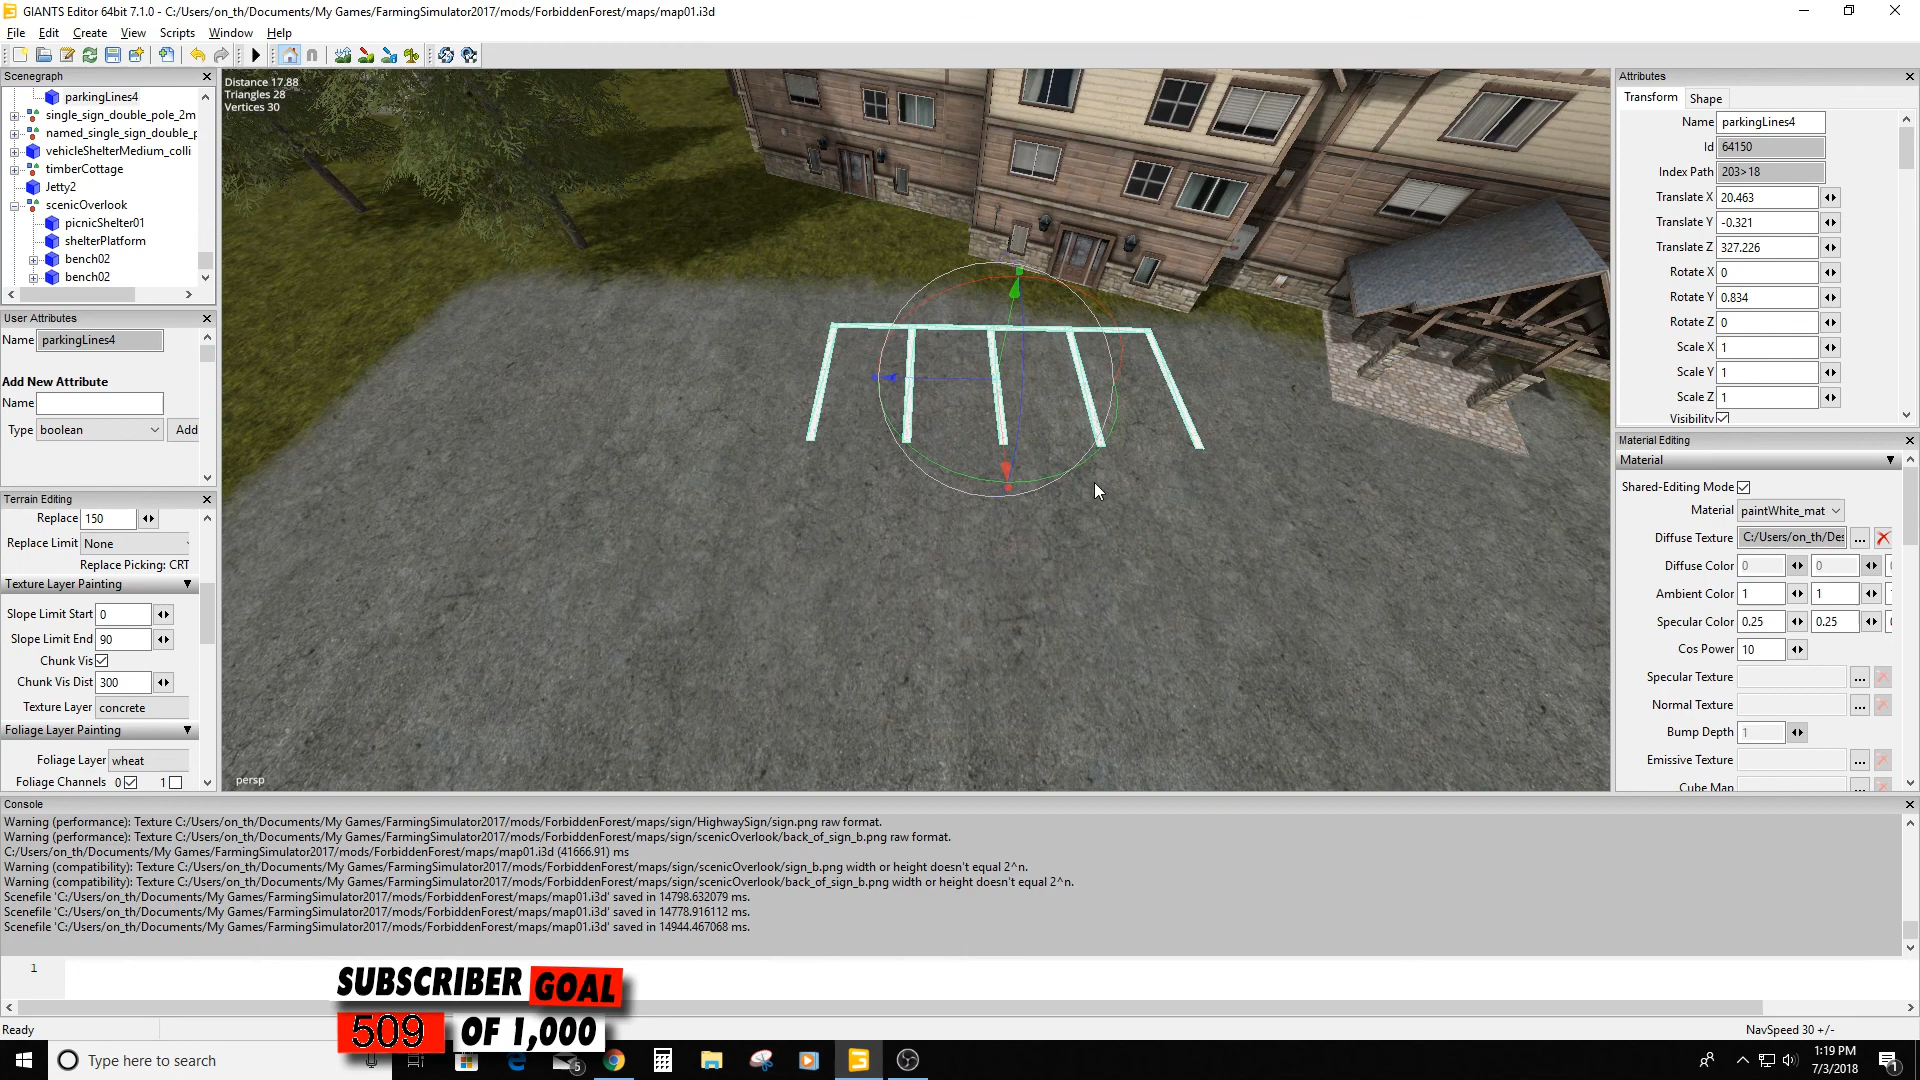 GIANTS Editor 64bit 7.1.0 - C:/Users/on_th/Documents/My Games/FarmingSimulator2017/mods/ForbiddenForest/maps/map01.i3d
File Edit Create View Scripts Window Help
Scenegraph
parkingLines4
single_sign_double_pole_2m
named_single_sign_double_p
vehicleShelterMedium_colli
timberCottage
Jetty2
scenicOverlook
picnicShelter01
shelterPlatform
bench02
bench02
User Attributes
Name parkingLines4
Add New Attribute
Name
Type boolean Add
Terrain Editing
Replace 150
Replace Limit None
Replace Picking: CRT
Texture Layer Painting
Slope Limit Start 0
Slope Limit End 90
Chunk Vis
Chunk Vis Dist 300
Texture Layer concrete
Foliage Layer Painting
Foliage Layer wheat
Foliage Channels 0 1
Distance 17.88
Triangles 28
Vertices 30
persp
Attributes
Transform Shape
Name parkingLines4
Id 64150
Index Path 203>18
Translate X 20.463
Translate Y -0.321
Translate Z 327.226
Rotate X 0
Rotate Y 0.834
Rotate Z 0
Scale X 1
Scale Y 1
Scale Z 1
Visibility
Material Editing
Material
Shared-Editing Mode
Material paintWhite_mat
Diffuse Texture C:/Users/on_th/Des ...
Diffuse Color 0 0
Ambient Color 1 1
Specular Color 0.25 0.25
Cos Power 10
Specular Texture ...
Normal Texture ...
Bump Depth 1
Emissive Texture ...
Cube Map
Console
Warning (performance): Texture C:/Users/on_th/Documents/My Games/FarmingSimulator2017/mods/ForbiddenForest/maps/sign/HighwaySign/sign.png raw format.
Warning (performance): Texture C:/Users/on_th/Documents/My Games/FarmingSimulator2017/mods/ForbiddenForest/maps/sign/scenicOverlook/back_of_sign_b.png raw format.
C:/Users/on_th/Documents/My Games/FarmingSimulator2017/mods/ForbiddenForest/maps/map01.i3d (41666.91) ms
Warning (compatibility): Texture C:/Users/on_th/Documents/My Games/FarmingSimulator2017/mods/ForbiddenForest/maps/sign/scenicOverlook/sign_b.png width or height doesn't equal 2^n.
Warning (compatibility): Texture C:/Users/on_th/Documents/My Games/FarmingSimulator2017/mods/ForbiddenForest/maps/sign/scenicOverlook/back_of_sign_b.png width or height doesn't equal 2^n.
Scenefile 'C:/Users/on_th/Documents/My Games/FarmingSimulator2017/mods/ForbiddenForest/maps/map01.i3d' saved in 14798.632079 ms.
Scenefile 'C:/Users/on_th/Documents/My Games/FarmingSimulator2017/mods/ForbiddenForest/maps/map01.i3d' saved in 14778.916112 ms.
Scenefile 'C:/Users/on_th/Documents/My Games/FarmingSimulator2017/mods/ForbiddenForest/maps/map01.i3d' saved in 14944.467068 ms.
1
SUBSCRIBER GOAL
509 OF 1,000
Ready
NavSpeed 30 +/-
Type here to search
5
1:19 PM
7/3/2018
1